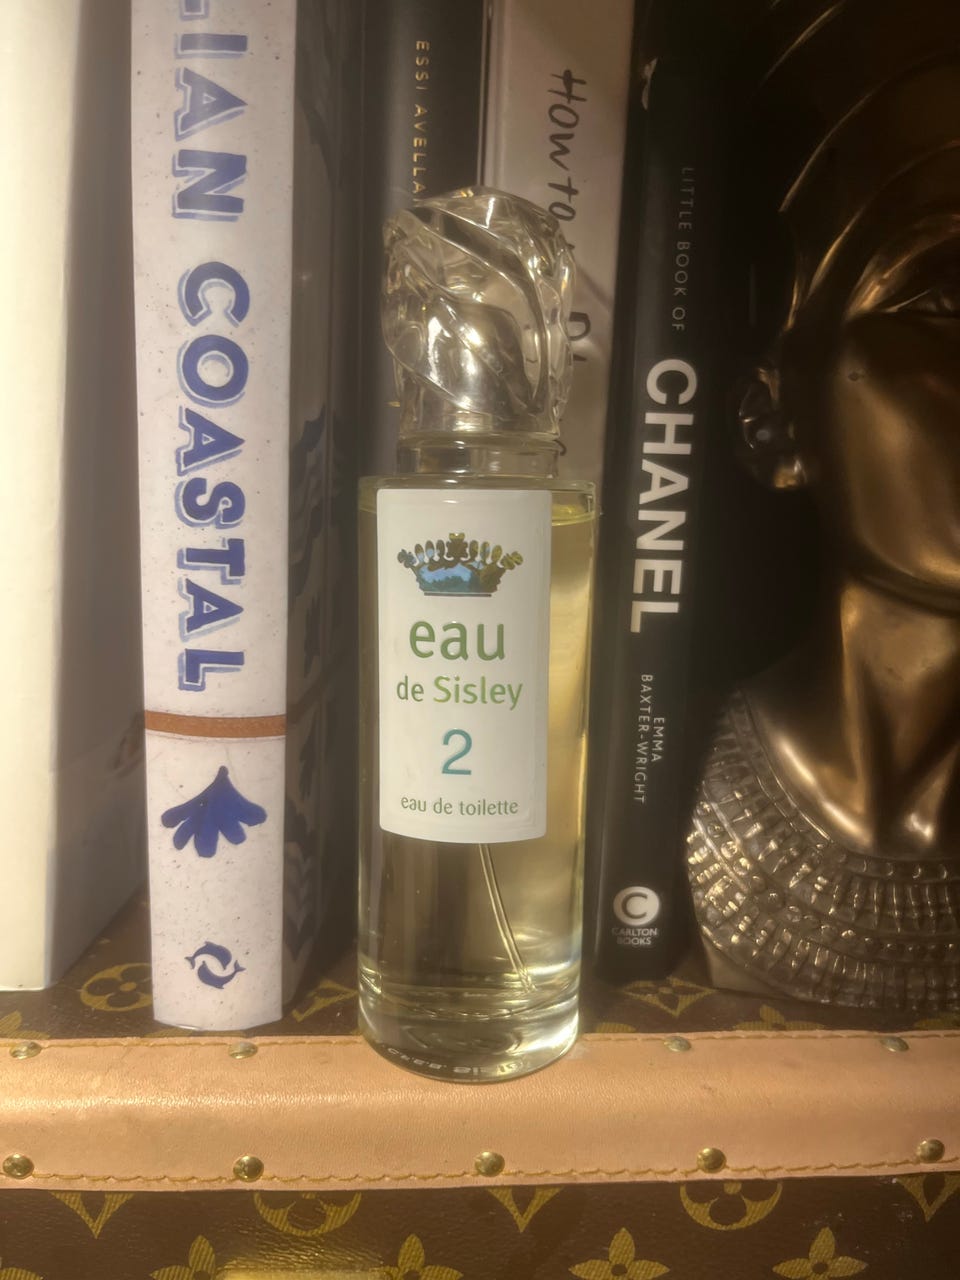 LIAN COASTAL
ESSI AVELLA
How to
LITTLE BOOK OF
CHANEL
EMMA
BAXTER-WRIGHT
C
CARLTON
BOOKS
eau
de Sisley
2
eau de toilette